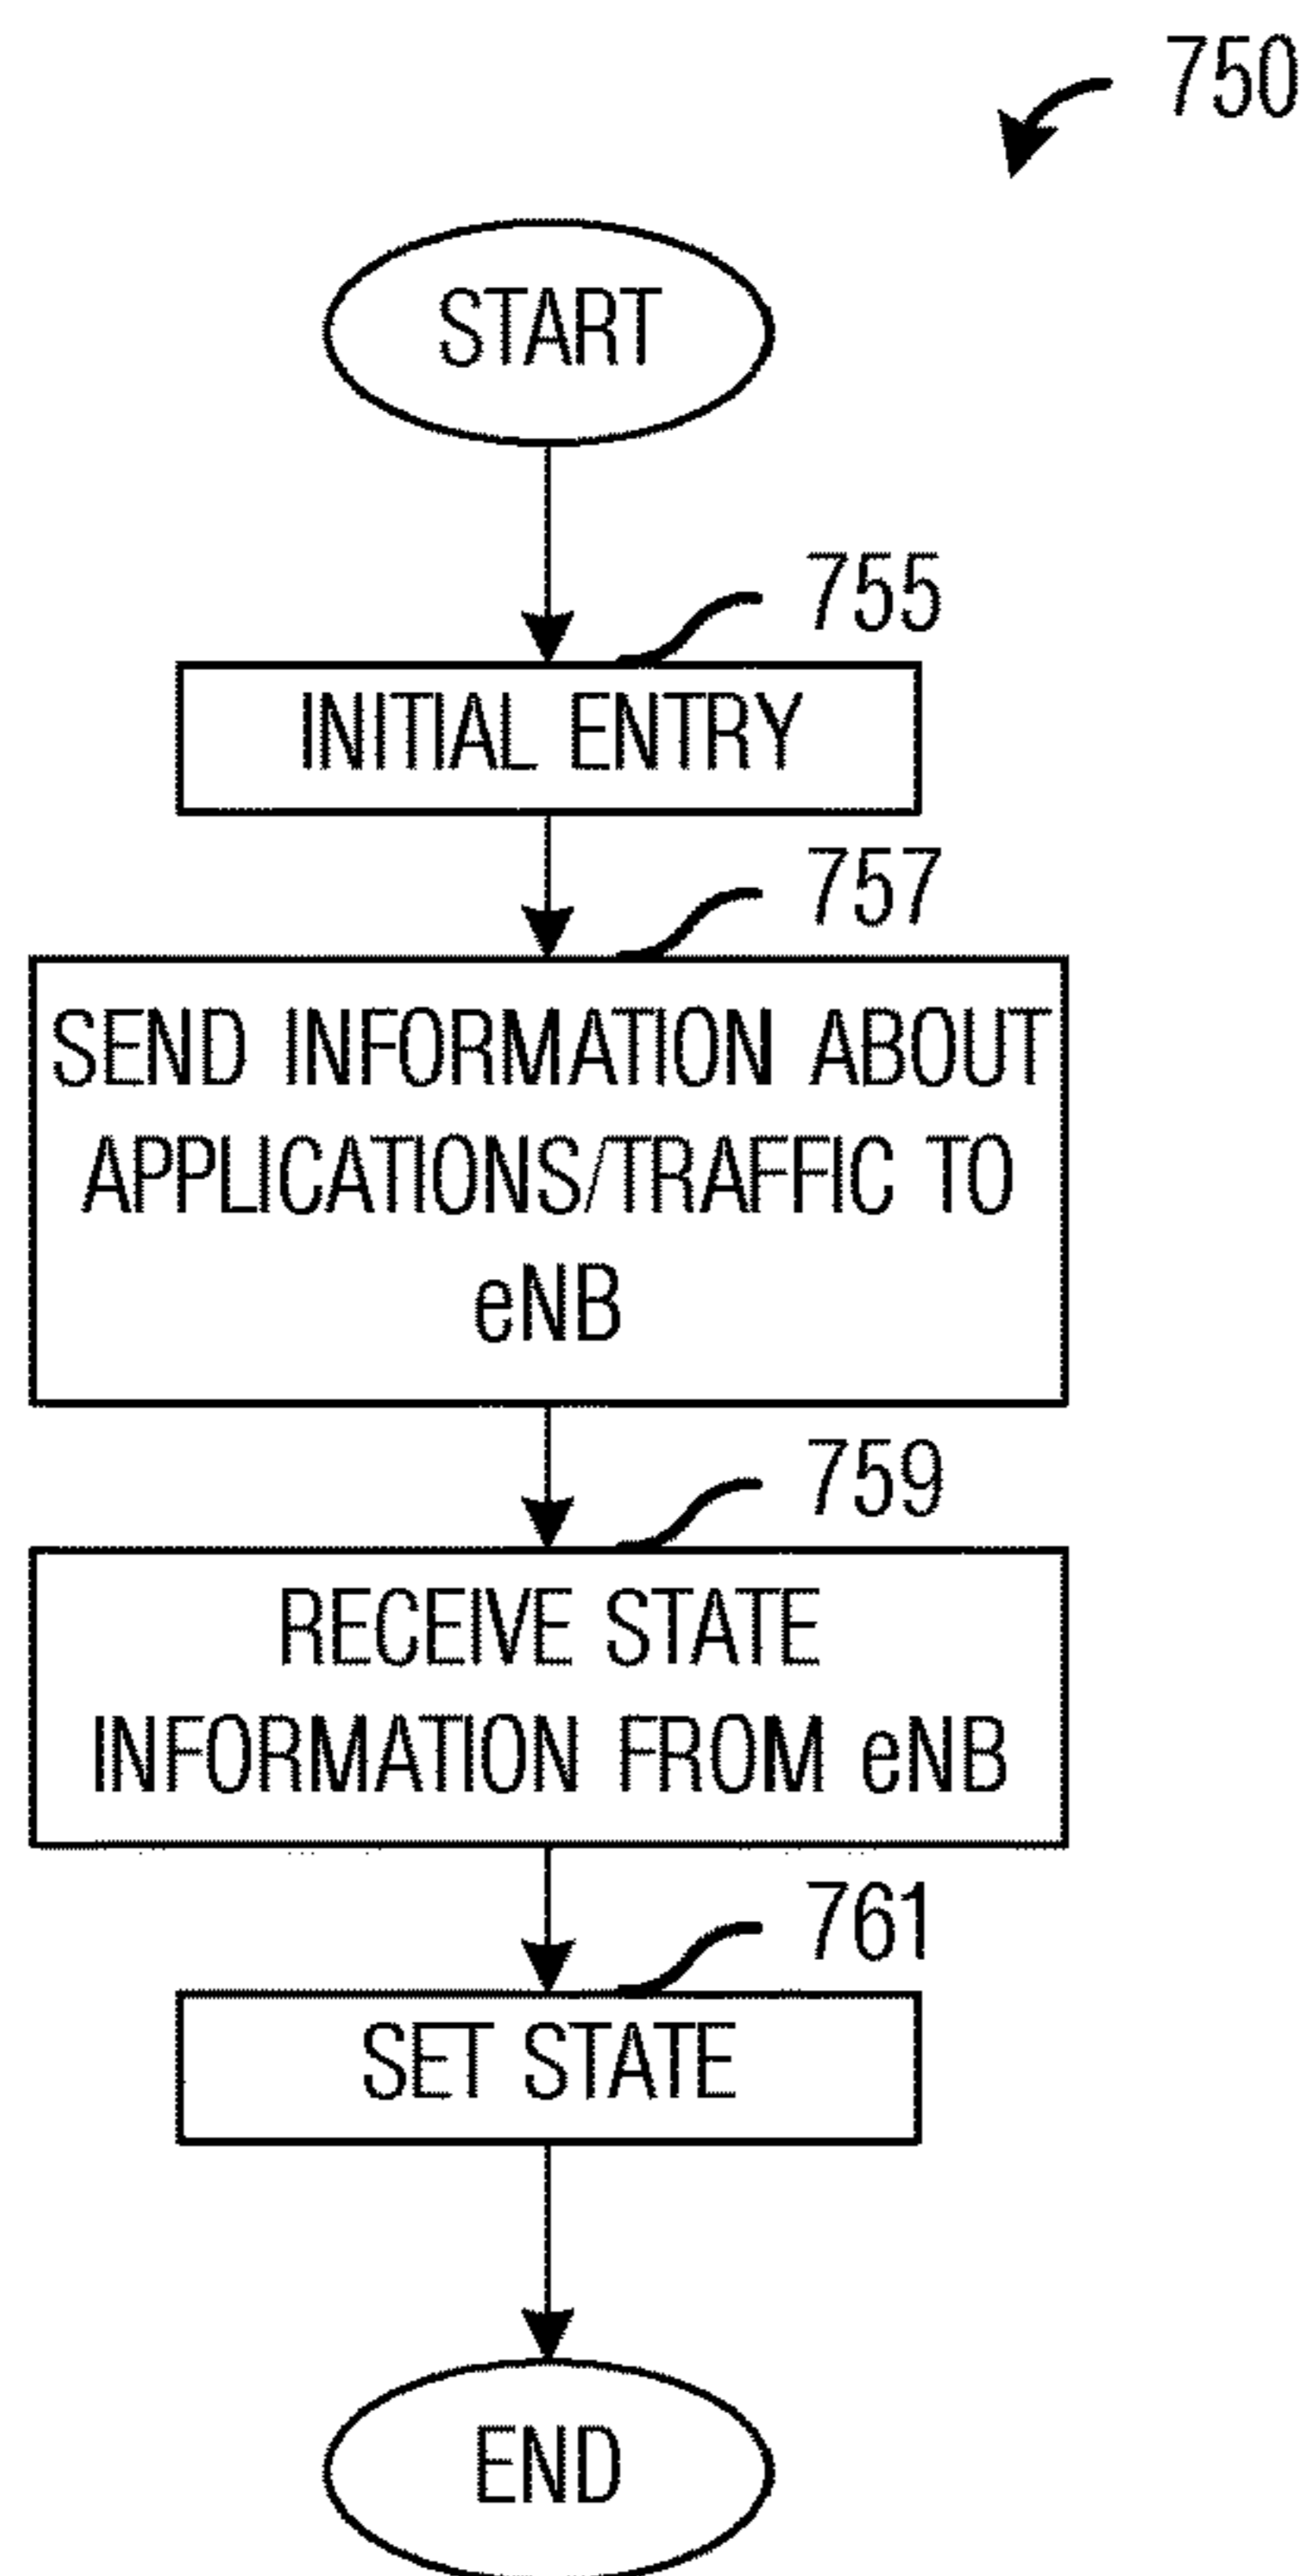 750
START
755
INITIAL ENTRY
757
SEND INFORMATION ABOUT
APPLICATIONS/TRAFFIC TO
eNB
759
RECEIVE STATE
INFORMATION FROM eNB
761
SET STATE
END